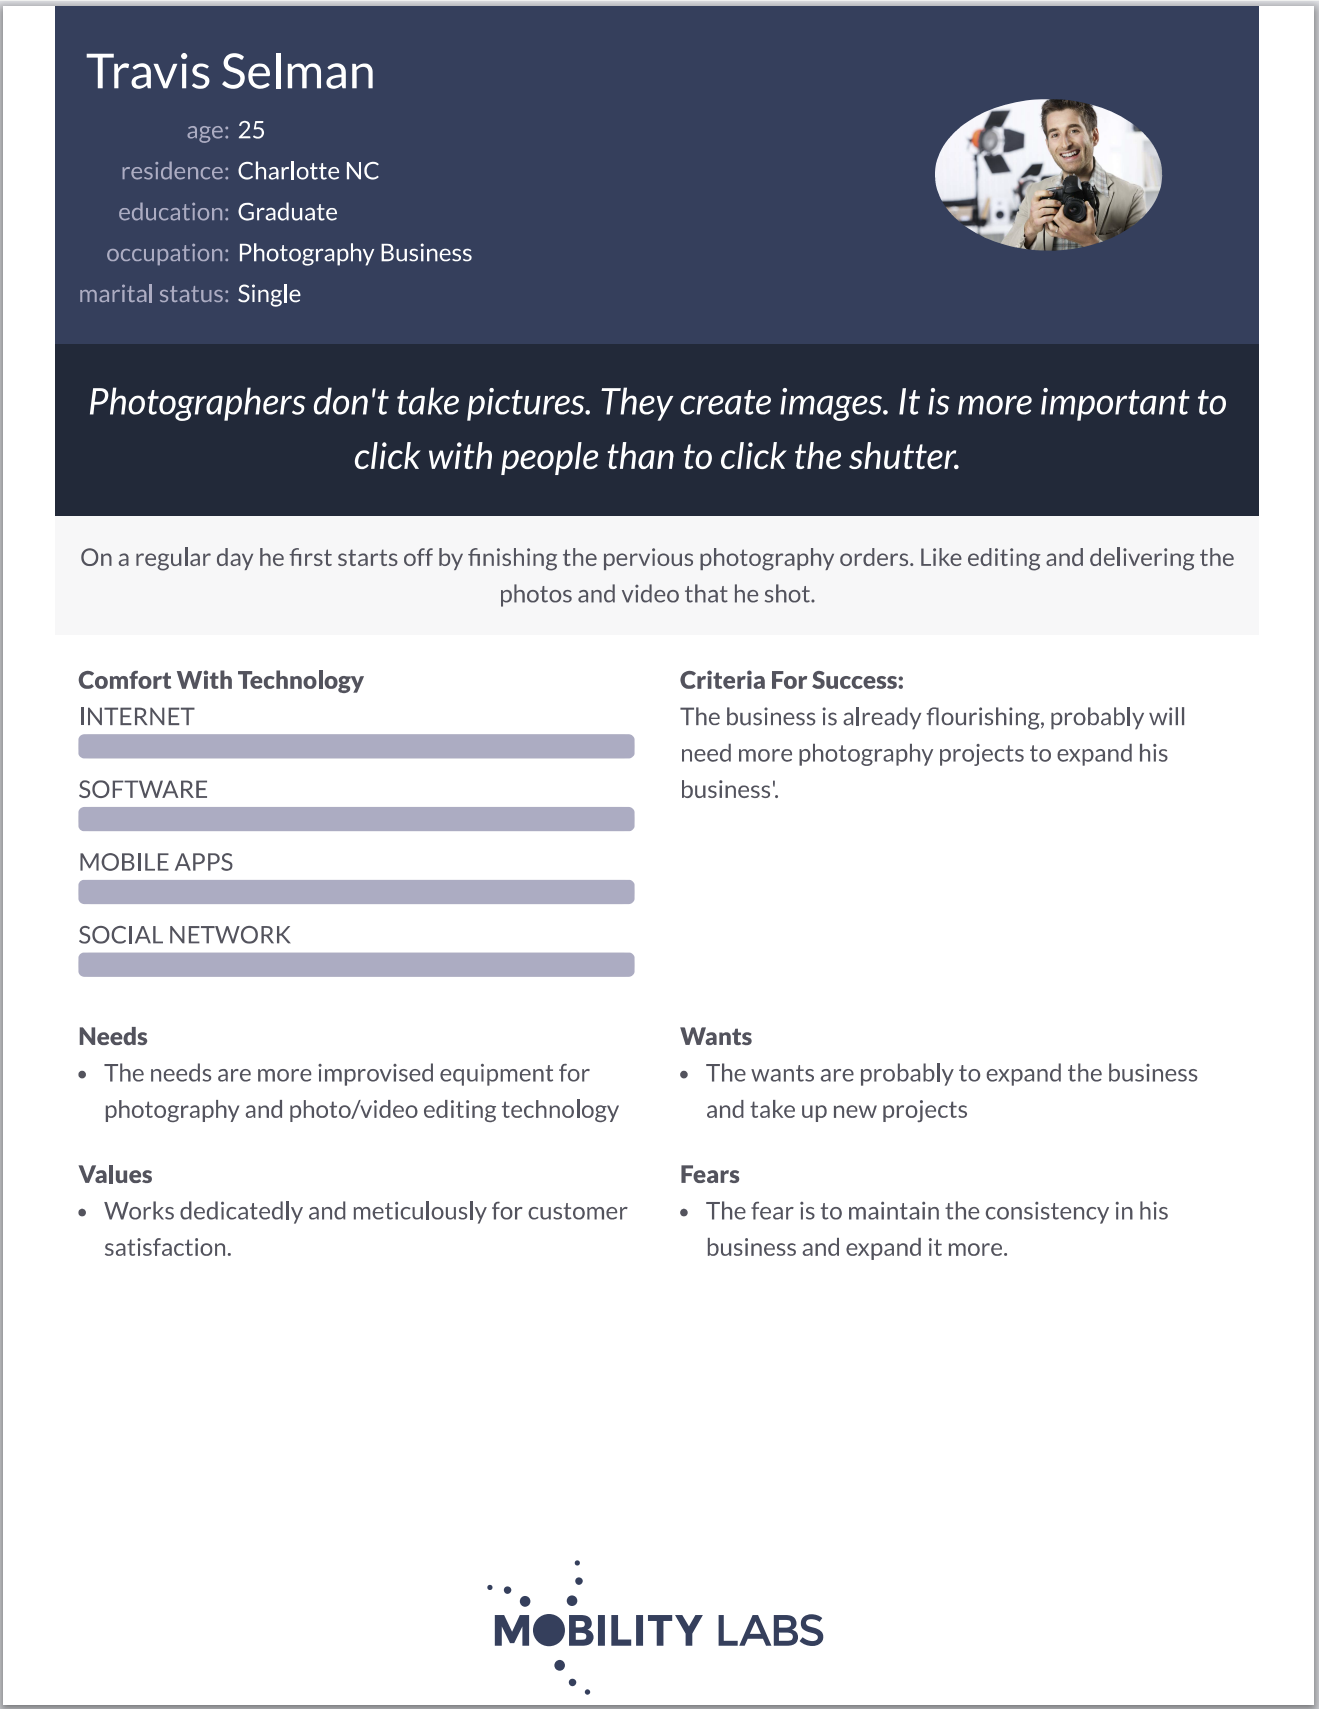 Travis Selman
age: 25
residence: Charlotte NC
education: Graduate
occupation: Photography Business
marital status: Single
Photographers don't take pictures. They create images. It is more important to
click with people than to click the shutter.
On a regular day he first starts off by finishing the pervious photography orders. Like editing and delivering the
photos and video that he shot.
Comfort With Technology
INTERNET
SOFTWARE
MOBILE APPS
SOCIAL NETWORK
Criteria For Success:
The business is already flourishing, probably will
need more photography projects to expand his
business'.
Needs
• The needs are more improvised equipment for
photography and photo/video editing technology
Wants
• The wants are probably to expand the business
and take up new projects
Values
• Works dedicatedly and meticulously for customer
satisfaction.
Fears
• The fear is to maintain the consistency in his
business and expand it more.
MOBILITY LABS